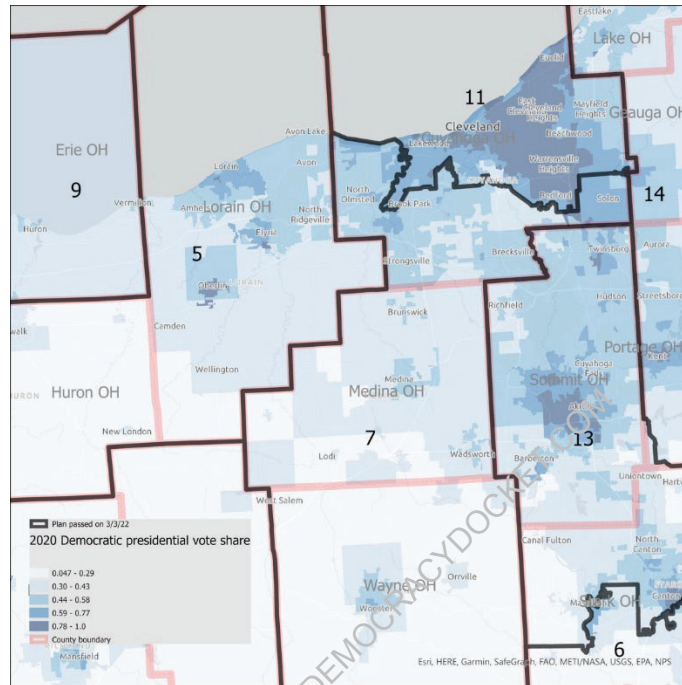 Eastlake
Lake OH
Euclid
11
East
Cleveland
Cleveland
Heights
Mayfield
Heights
Geauga OH
Cleveland
Cuyahoga OH
Lakewood
Beachwood
Avon Lake
Erie OH
Avon
Lorain
Warrensville
Heights
9
Vermilion
Amherst
Lorain OH
North
Olmsted
Brook Park
Bedford
Solon
14
Huron
North
Ridgeville
Elyria
5
Strongsville
Brecksville
Twinsburg
Aurora
LORAIN
Oberlin
Richfield
Hudson
Streetsboro
Camden
Brunswick
Portage OH
Kent
Wellington
Cuyahoga
Falls
Summit OH
Huron OH
HURON
Medina
Medina OH
Akron
New London
7
13
Lodi
Wadsworth
Barberton
Uniontown
West Salem
Canal Fulton
North
Canton
Plan passed on 3/3/22
2020 Democratic presidential vote share
0.047 - 0.29
0.30 - 0.43
0.44 - 0.58
0.59 - 0.77
0.78 - 1.0
County boundary
Wayne OH
Orrville
Wooster
Stark OH
Canton
Mansfield
6
DEMOCRACYDOCKET.COM
Esri, HERE, Garmin, SafeGraph, FAO, METI/NASA, USGS, EPA, NPS